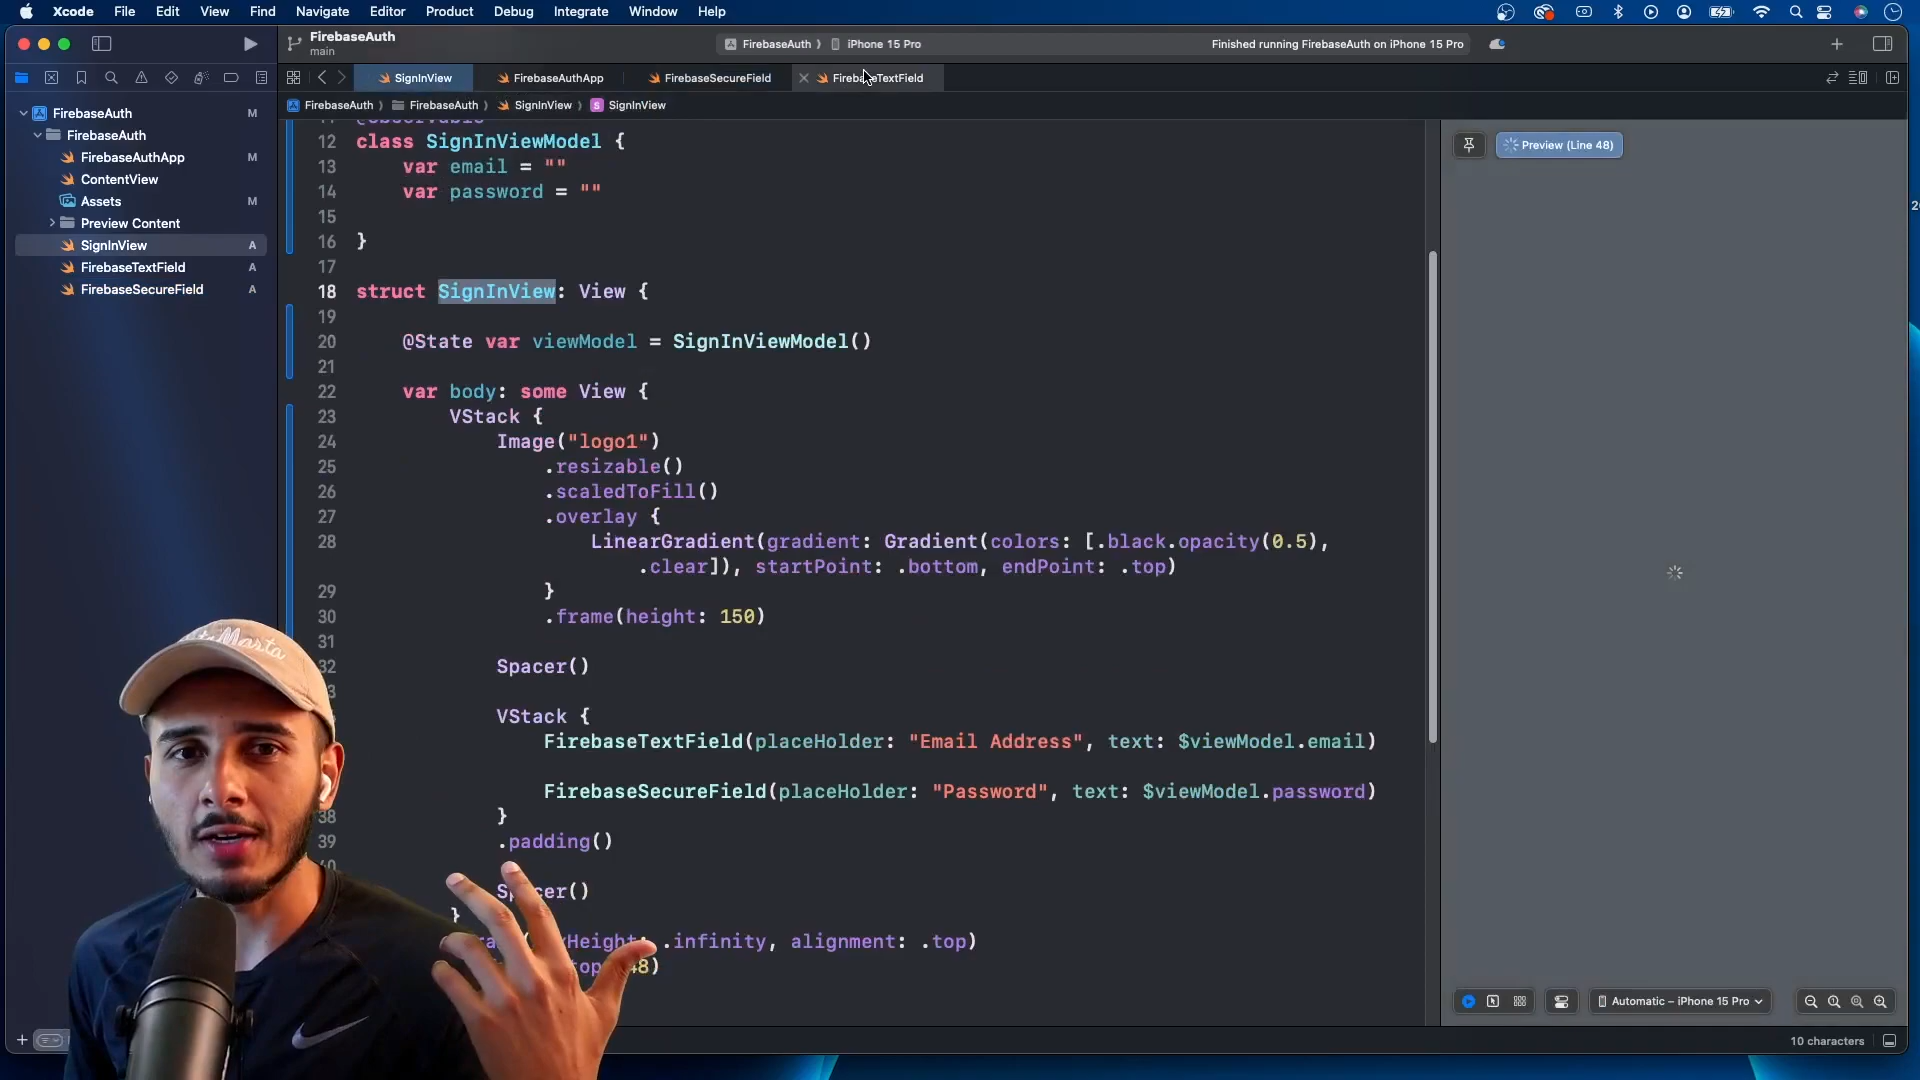 Xcode File Edit View Find Navigate Editor Product Debug Integrate Window Help
FirebaseAuth
main
FirebaseAuth iPhone 15 Pro
Finished running FirebaseAuth on iPhone 15 Pro
SignInView FirebaseAuthApp FirebaseSecureField FirebaseTextField
FirebaseAuth FirebaseAuth SignInView S SignInView
FirebaseAuth M
FirebaseAuth
FirebaseAuthApp M
ContentView
Assets M
Preview Content
SignInView A
FirebaseTextField A
FirebaseSecureField A
12 class SignInViewModel {
13 var email = ""
14 var password = ""
15
16 }
17
18 struct SignInView: View {
19
20 @State var viewModel = SignInViewModel()
21
22 var body: some View {
23 VStack {
24 Image("logo1")
25 .resizable()
26 .scaledToFill()
27 .overlay {
28 LinearGradient(gradient: Gradient(colors: [.black.opacity(0.5),
.clear]), startPoint: .bottom, endPoint: .top)
29 }
30 .frame(height: 150)
31
32 Spacer()
VStack {
FirebaseTextField(placeHolder: "Email Address", text: $viewModel.email)
FirebaseSecureField(placeHolder: "Password", text: $viewModel.password)
38 }
39 .padding()
Spacer()
}
Height: .infinity, alignment: .top)
48)
Preview (Line 48)
Automatic – iPhone 15 Pro
10 characters